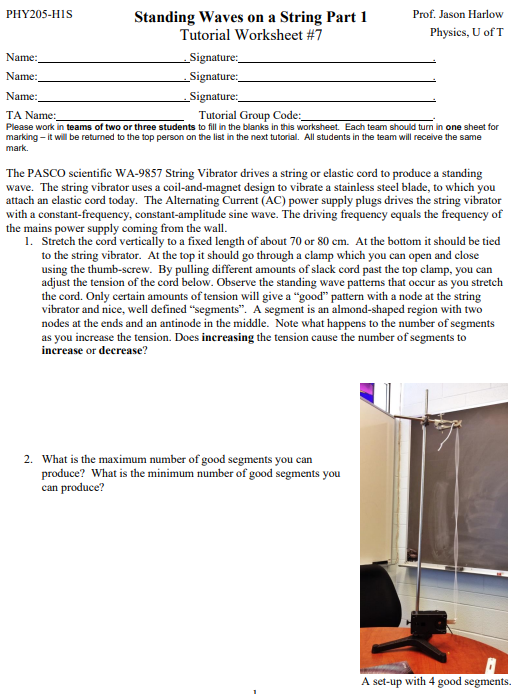 PHY205-H1S
Standing Waves on a String Part 1
Prof. Jason Harlow
Tutorial Worksheet #7
Physics, U of T
Name:____________________. Signature:____________________.
Name:____________________. Signature:____________________.
Name:____________________. Signature:____________________.
TA Name:____________________ Tutorial Group Code:____________________.
Please work in teams of two or three students to fill in the blanks in this worksheet. Each team should turn in one sheet for
marking – it will be returned to the top person on the list in the next tutorial. All students in the team will receive the same
mark.
The PASCO scientific WA-9857 String Vibrator drives a string or elastic cord to produce a standing
wave. The string vibrator uses a coil-and-magnet design to vibrate a stainless steel blade, to which you
attach an elastic cord today. The Alternating Current (AC) power supply plugs drives the string vibrator
with a constant-frequency, constant-amplitude sine wave. The driving frequency equals the frequency of
the mains power supply coming from the wall.
1. Stretch the cord vertically to a fixed length of about 70 or 80 cm. At the bottom it should be tied
to the string vibrator. At the top it should go through a clamp which you can open and close
using the thumb-screw. By pulling different amounts of slack cord past the top clamp, you can
adjust the tension of the cord below. Observe the standing wave patterns that occur as you stretch
the cord. Only certain amounts of tension will give a “good” pattern with a node at the string
vibrator and nice, well defined “segments”. A segment is an almond-shaped region with two
nodes at the ends and an antinode in the middle. Note what happens to the number of segments
as you increase the tension. Does increasing the tension cause the number of segments to
increase or decrease?
2. What is the maximum number of good segments you can
produce? What is the minimum number of good segments you
can produce?
A set-up with 4 good segments.
1